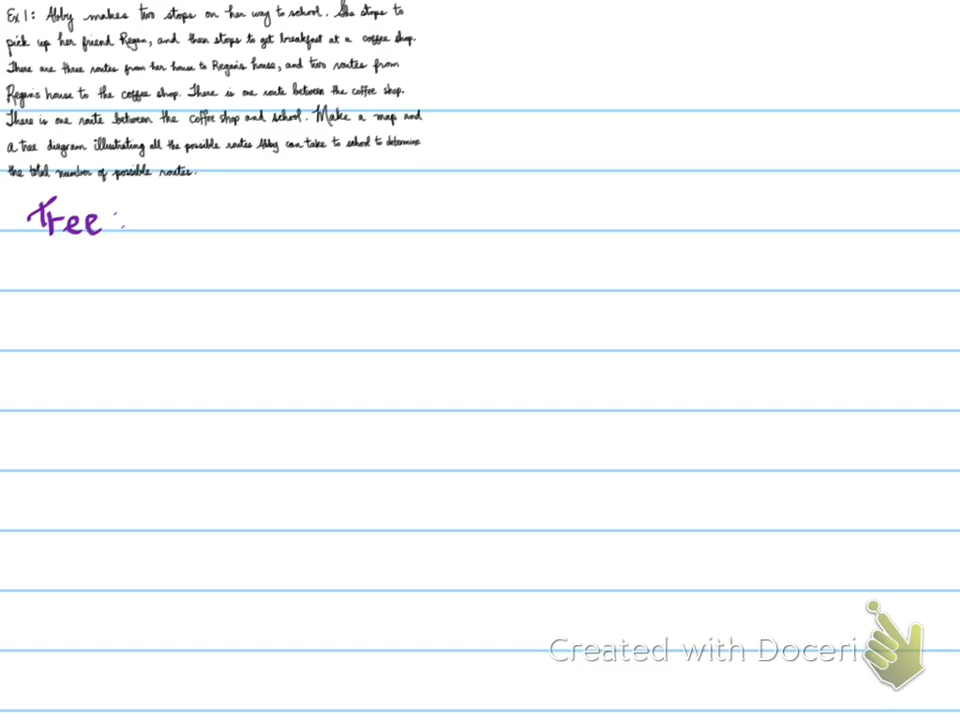 Ex 1: Abby makes two stops on her way to school. She stops to
pick up her friend Regan, and then stops to get breakfast at a coffee shop.
There are three routes from her house to Regan's house, and two routes from
Regan's house to the coffee shop. There is one route between the coffee shop.
There is one route between the coffee shop and school. Make a map and
a tree diagram illustrating all the possible routes Abby can take to school to determine
the total number of possible routes.
Tree:
Created with Doceri